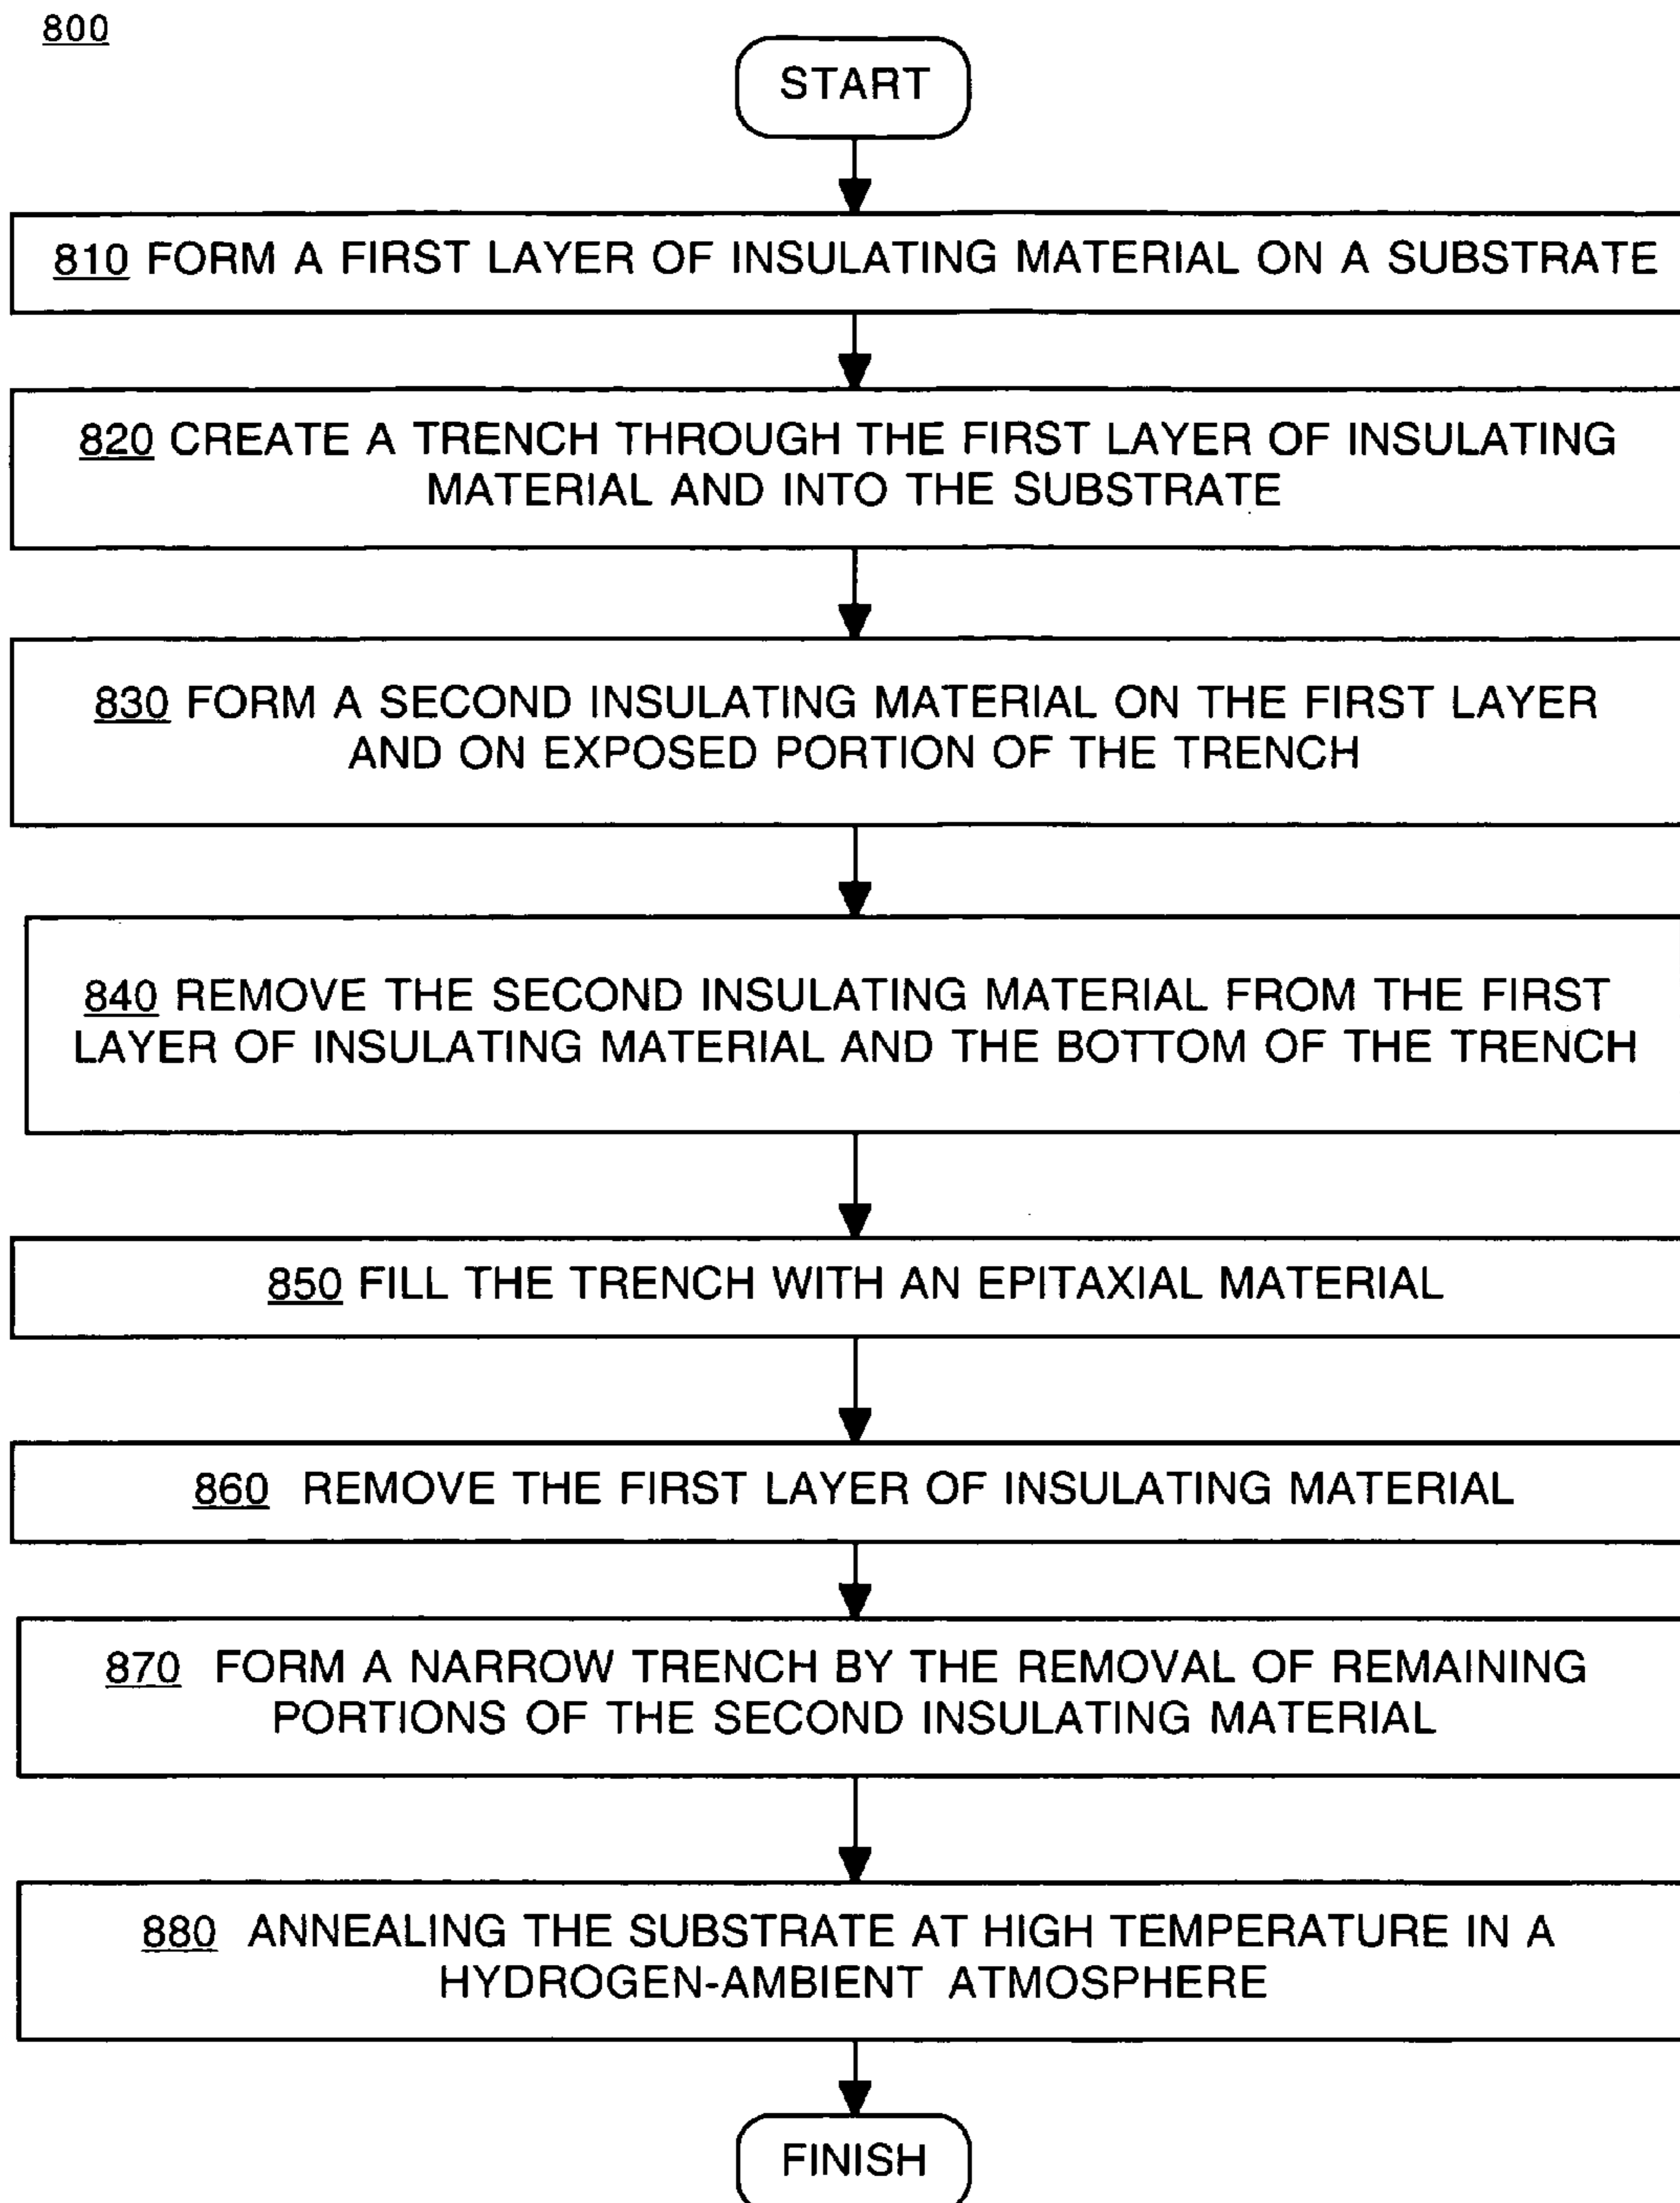 800
START
810 FORM A FIRST LAYER OF INSULATING MATERIAL ON A SUBSTRATE
820 CREATE A TRENCH THROUGH THE FIRST LAYER OF INSULATING
MATERIAL AND INTO THE SUBSTRATE
830 FORM A SECOND INSULATING MATERIAL ON THE FIRST LAYER
AND ON EXPOSED PORTION OF THE TRENCH
840 REMOVE THE SECOND INSULATING MATERIAL FROM THE FIRST
LAYER OF INSULATING MATERIAL AND THE BOTTOM OF THE TRENCH
850 FILL THE TRENCH WITH AN EPITAXIAL MATERIAL
860 REMOVE THE FIRST LAYER OF INSULATING MATERIAL
870 FORM A NARROW TRENCH BY THE REMOVAL OF REMAINING
PORTIONS OF THE SECOND INSULATING MATERIAL
880 ANNEALING THE SUBSTRATE AT HIGH TEMPERATURE IN A
HYDROGEN-AMBIENT ATMOSPHERE
FINISH